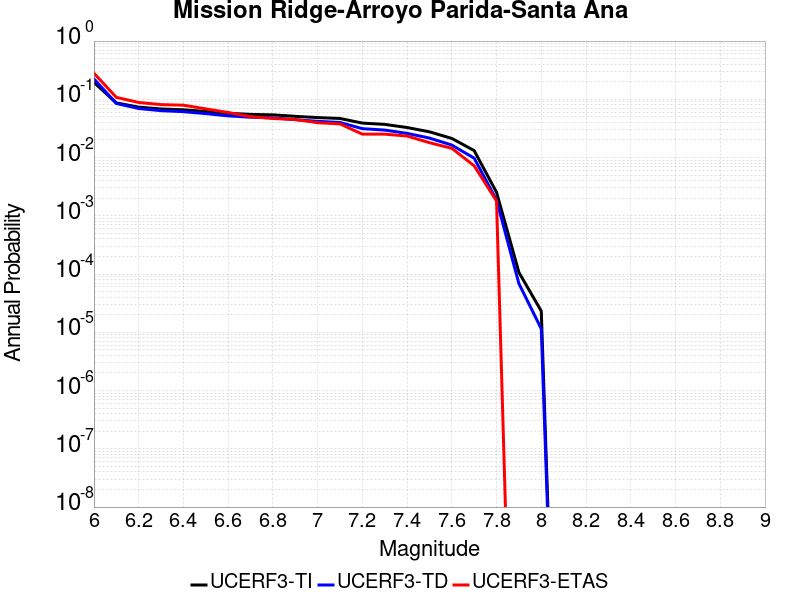 Mission Ridge-Arroyo Parida-Santa Ana
Annual Probability
10^0
10^-1
10^-2
10^-3
10^-4
10^-5
10^-6
10^-7
10^-8
6 6.2 6.4 6.6 6.8 7 7.2 7.4 7.6 7.8 8 8.2 8.4 8.6 8.8 9
Magnitude
UCERF3-TI UCERF3-TD UCERF3-ETAS